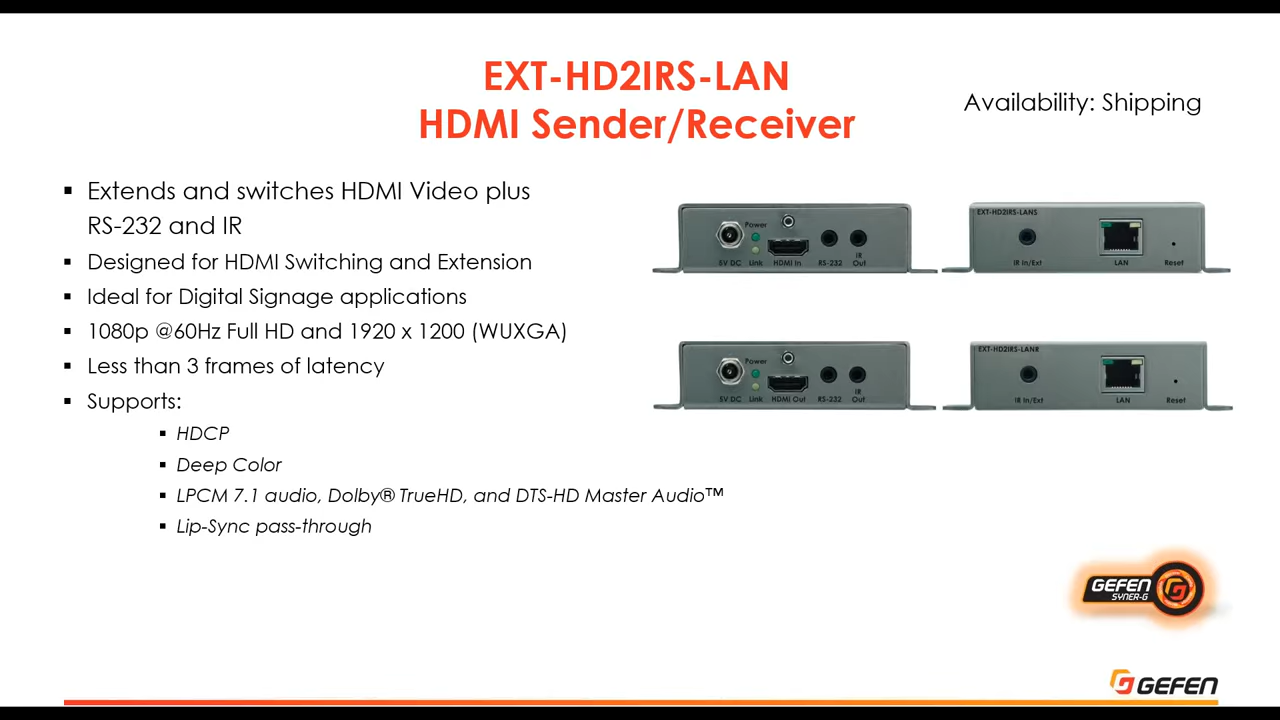 EXT-HD2IRS-LAN
HDMI Sender/Receiver
Availability: Shipping
▪ Extends and switches HDMI Video plus
RS-232 and IR
▪ Designed for HDMI Switching and Extension
▪ Ideal for Digital Signage applications
▪ 1080p @60Hz Full HD and 1920 x 1200 (WUXGA)
▪ Less than 3 frames of latency
▪ Supports:
▪ HDCP
▪ Deep Color
▪ LPCM 7.1 audio, Dolby® TrueHD, and DTS-HD Master Audio™
▪ Lip-Sync pass-through
Power
IR
5V DC Link HDMI In RS-232 Out
EXT-HD2IRS-LANS
IR In/Ext LAN Reset
Power
IR
5V DC Link HDMI Out RS-232 Out
EXT-HD2IRS-LANR
IR In/Ext LAN Reset
GEFEN
SYNER-G
GEFEN